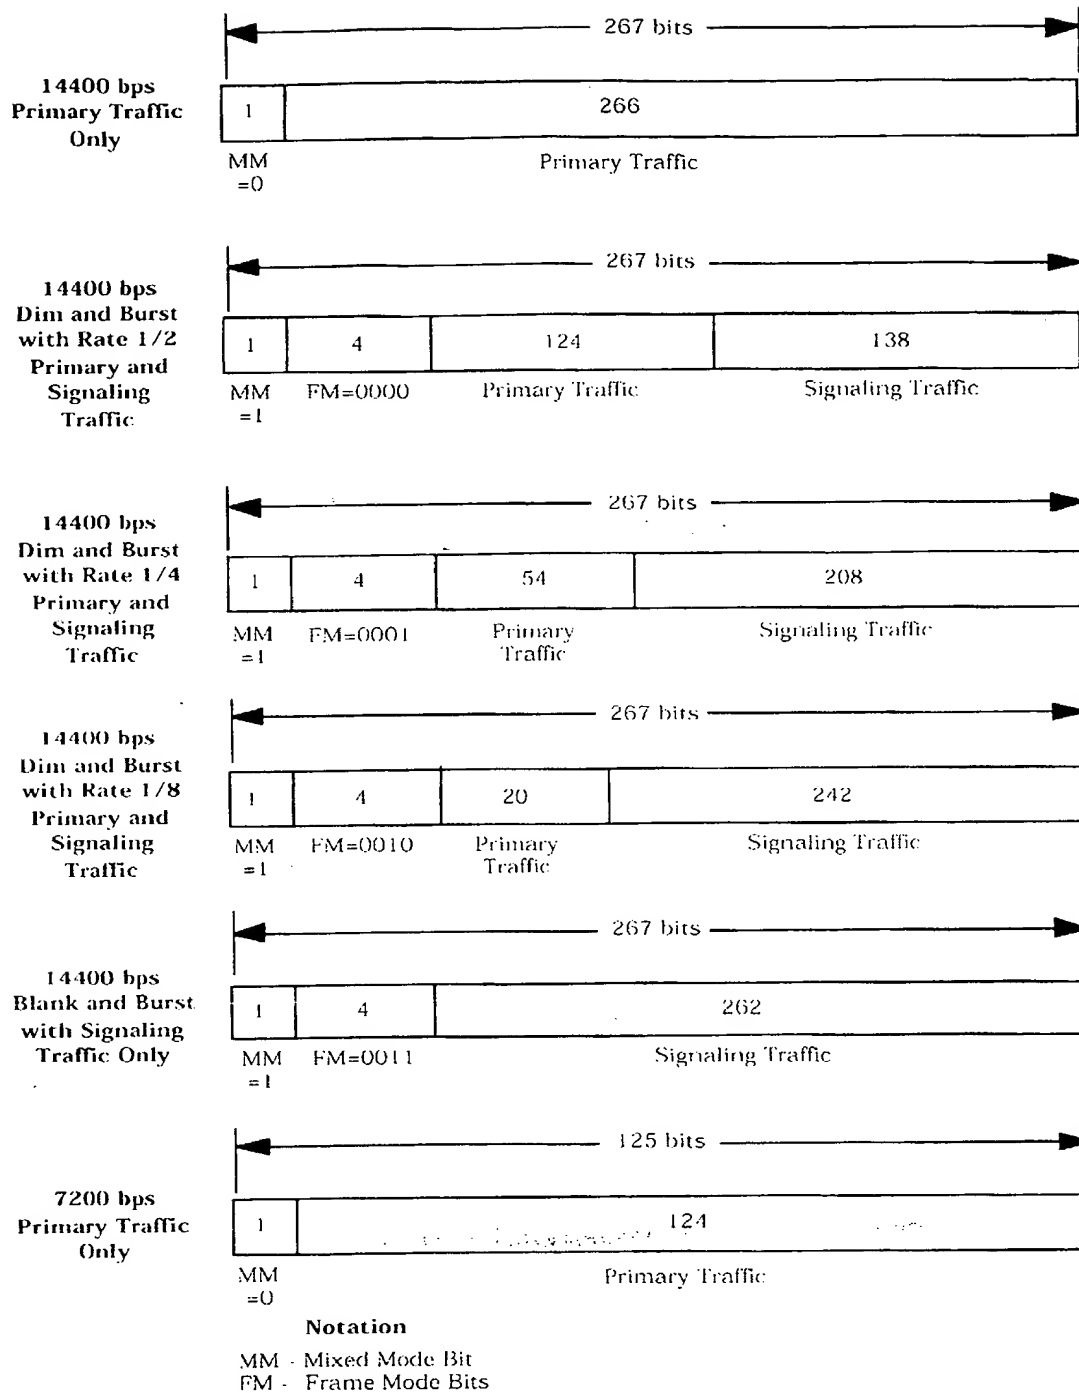 267 bits
14400 bps
Primary Traffic
Only
1
266
MM
=0
Primary Traffic
267 bits
14400 bps
Dim and Burst
with Rate 1/2
Primary and
Signaling
Traffic
1
4
124
138
MM
=1
FM=0000
Primary Traffic
Signaling Traffic
267 bits
14400 bps
Dim and Burst
with Rate 1/4
Primary and
Signaling
Traffic
1
4
54
208
MM
=1
FM=0001
Primary
Traffic
Signaling Traffic
267 bits
14400 bps
Dim and Burst
with Rate 1/8
Primary and
Signaling
Traffic
1
4
20
242
MM
=1
FM=0010
Primary
Traffic
Signaling Traffic
267 bits
14400 bps
Blank and Burst
with Signaling
Traffic Only
1
4
262
MM
=1
FM=0011
Signaling Traffic
125 bits
7200 bps
Primary Traffic
Only
1
124
MM
=0
Primary Traffic
Notation
MM - Mixed Mode Bit
FM - Frame Mode Bits